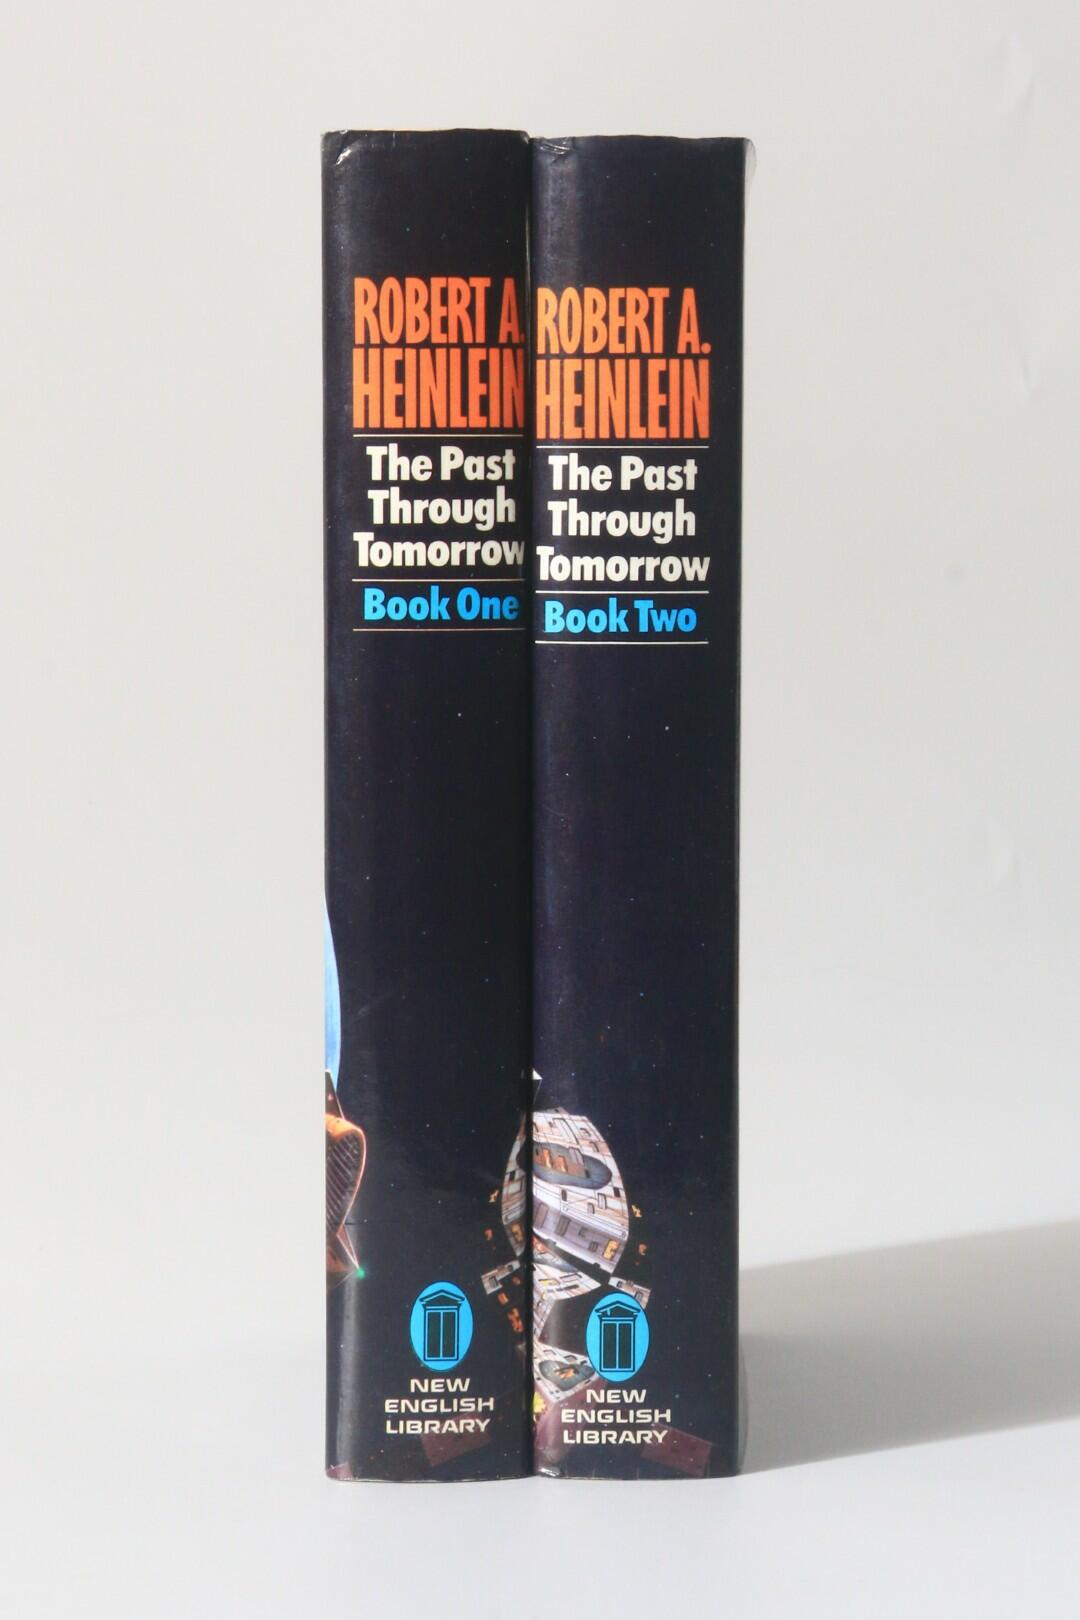 ROBERT A.
HEINLEIN
The Past
Through
Tomorrow
Book One
NEW
ENGLISH
LIBRARY
ROBERT A.
HEINLEIN
The Past
Through
Tomorrow
Book Two
NEW
ENGLISH
LIBRARY